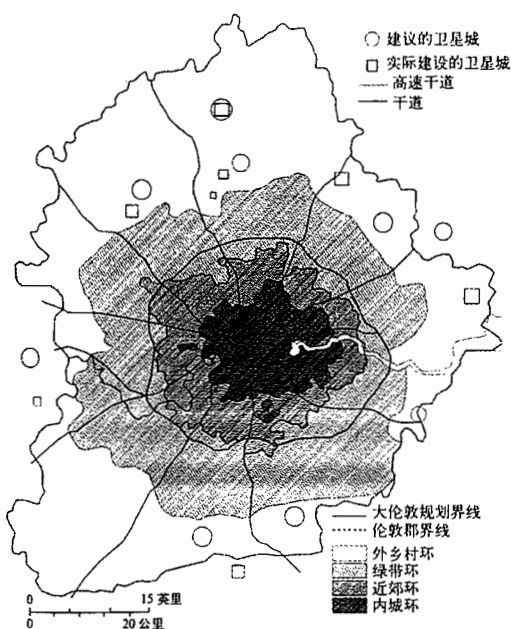 建议的卫星城
实际建设的卫星城
高速干道
干道
大伦敦规划界线
伦敦郡界线
外乡村环
绿带环
近郊环
内城环
0 15 英里
0 20 公里